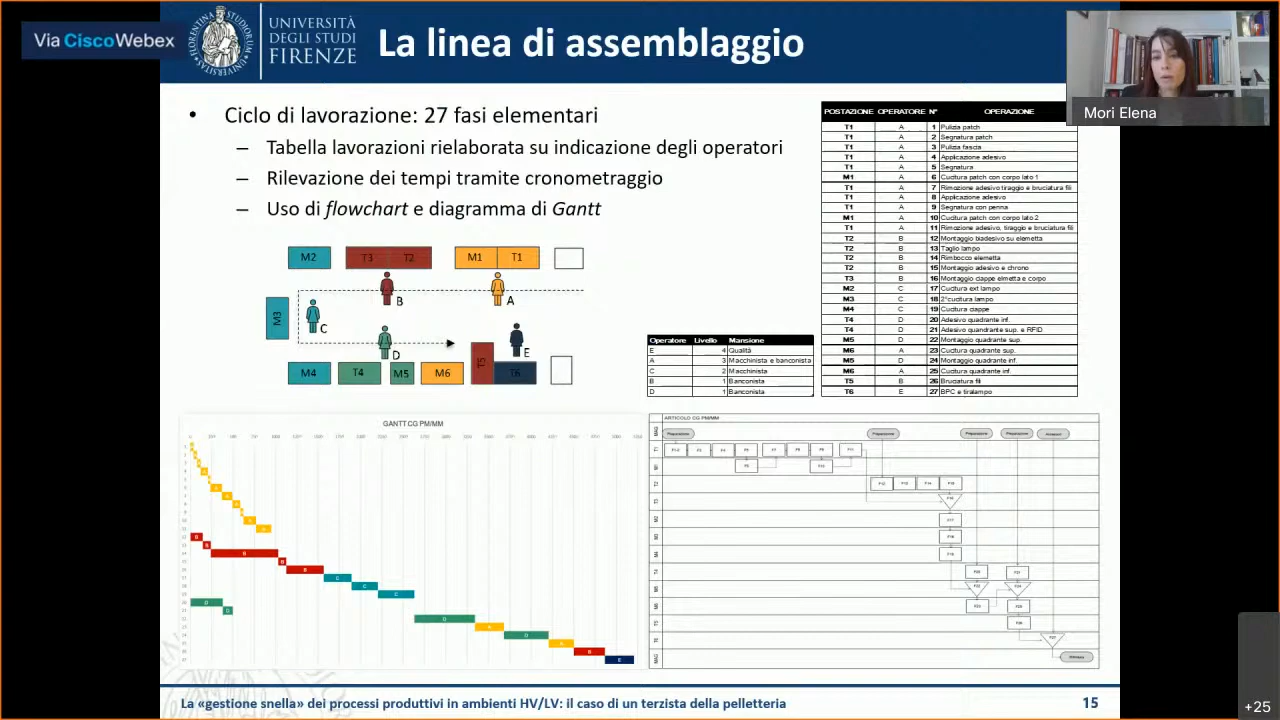 Via Cisco Webex
UNIVERSITÀ
DEGLI STUDI
FIRENZE
La linea di assemblaggio
Mori Elena
• Ciclo di lavorazione: 27 fasi elementari
– Tabella lavorazioni rielaborata su indicazione degli operatori
– Rilevazione dei tempi tramite cronometraggio
– Uso di flowchart e diagramma di Gantt
M2 T3 T2 M1 T1
B A
M3 C
D E
M4 T4 M5 M6 T5 T6
Operatore Livello Mansione
E 4 Qualità
A 3 Macchinista e banconista
C 2 Macchinista
B 1 Banconista
D 1 Banconista
POSTAZIONE OPERATORE N° OPERAZIONE
T1 A 1 Pulizia patch
T1 A 2 Segnatura patch
T1 A 3 Pulizia fascia
T1 A 4 Applicazione adesivo
T1 A 5 Segnatura
M1 A 6 Cucitura patch con corpo lato 1
T1 A 7 Rimozione adesivo tiraggio e bruciatura fili
T1 A 8 Applicazione adesivo
T1 A 9 Segnatura con penna
M1 A 10 Cucitura patch con corpo lato 2
T1 A 11 Rimozione adesivo, tiraggio e bruciatura fili
T2 B 12 Montaggio biadesivo su elmetta
T2 B 13 Taglio lampo
T2 B 14 Rimbocco elemetta
T2 B 15 Montaggio adesivo e chrono
T3 B 16 Montaggio ciappe elmetta e corpo
M2 C 17 Cucitura ext lampo
M3 C 18 2°cucitura lampo
M4 C 19 Cucitura ciappe
T4 D 20 Adesivo quadrante inf.
T4 D 21 Adesivo quandrante sup. e RFID
M5 D 22 Montaggio quadrante sup.
M6 A 23 Cucitura quadrante sup.
M5 D 24 Montaggio quadrante inf.
M6 A 25 Cucitura quadrante inf.
T5 B 26 Bruciatura fili
T6 E 27 BPC e tiralampo
GANTT CG PM/MM
ARTICOLO CG PM/MM
La «gestione snella» dei processi produttivi in ambienti HV/LV: il caso di un terzista della pelletteria
15
+25